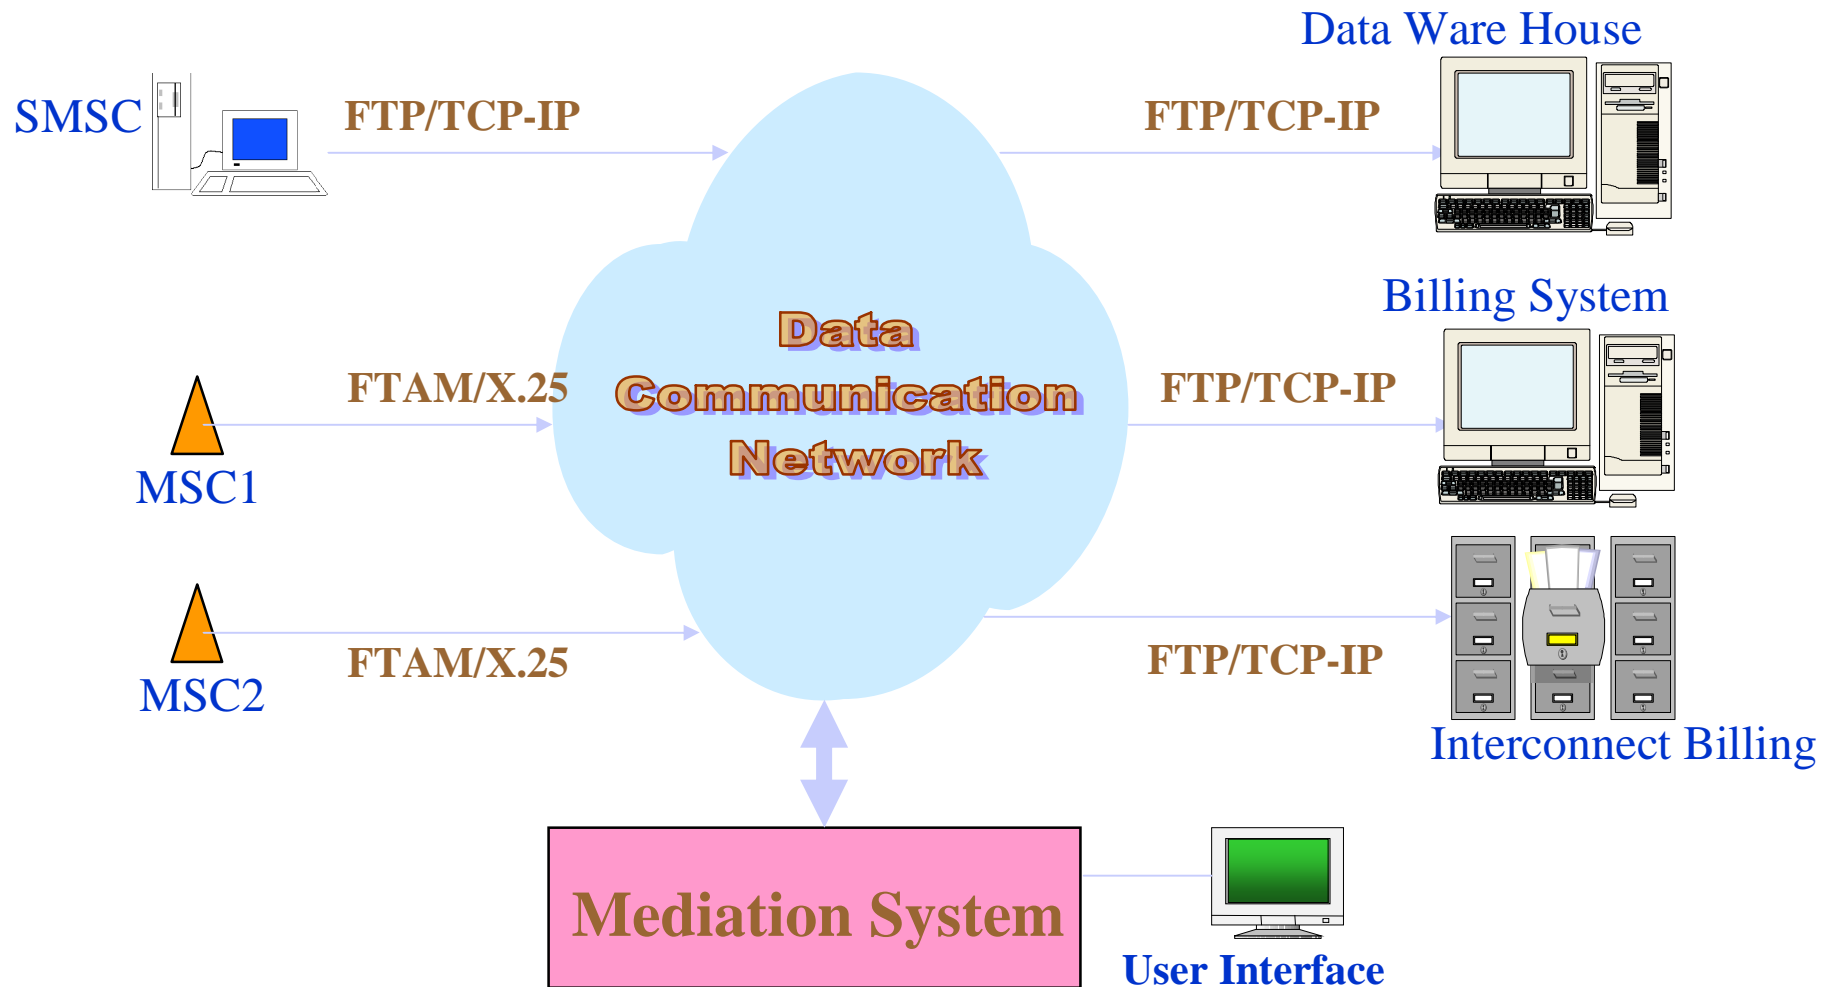 Data Ware House
SMSC
FTP/TCP-IP
FTP/TCP-IP
Billing System
Data
Communication
Network
FTAM/X.25
FTP/TCP-IP
MSC1
FTAM/X.25
FTP/TCP-IP
MSC2
Interconnect Billing
Mediation System
User Interface